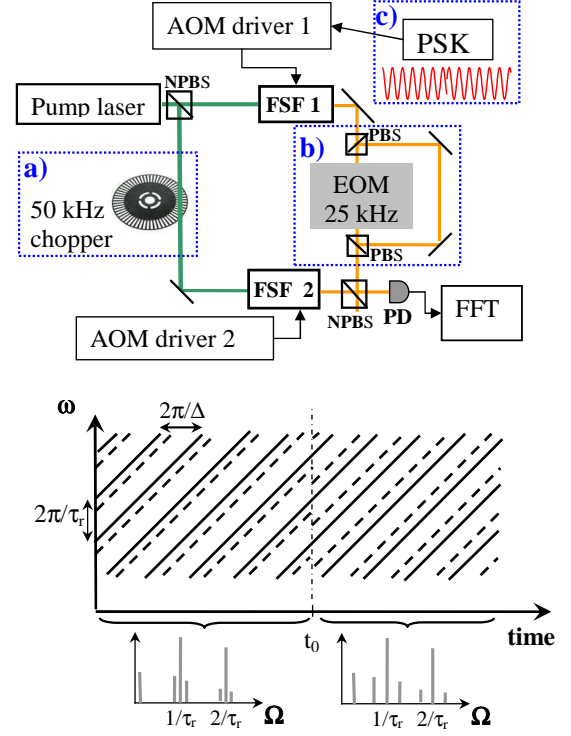 AOM driver 1
c)
PSK
NPBS
Pump laser
FSF 1
PBS
a)
b)
50 kHz
chopper
EOM
25 kHz
PBS
FSF 2
NPBS
PD
FFT
AOM driver 2
ω
2π/Δ
2π/τr
t0
time
1/τr
2/τr
Ω
1/τr
2/τr
Ω